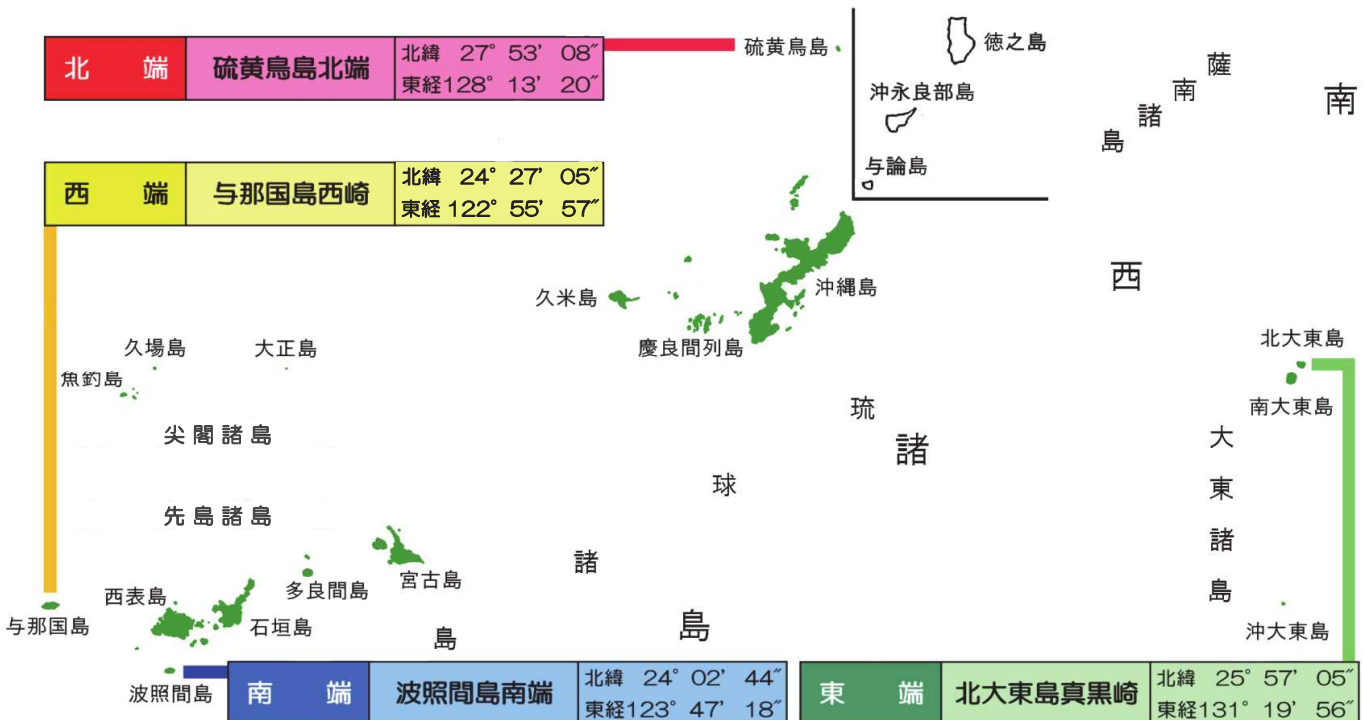 北端 硫黄鳥島北端 北緯 27° 53′ 08″
東経128° 13′ 20″
硫黄鳥島
徳之島
沖永良部島
与論島
薩南諸島
南西諸島
西端 与那国島西崎 北緯 24° 27′ 05″
東経 122° 55′ 57″
沖縄島
久米島
慶良間列島
久場島
大正島
魚釣島
尖閣諸島
先島諸島
琉球諸島
北大東島
南大東島
大東諸島
沖大東島
宮古島
多良間島
西表島
石垣島
与那国島
波照間島
南端 波照間島南端 北緯 24° 02′ 44″
東経123° 47′ 18″
東端 北大東島真黒崎 北緯 25° 57′ 05″
東経131° 19′ 56″